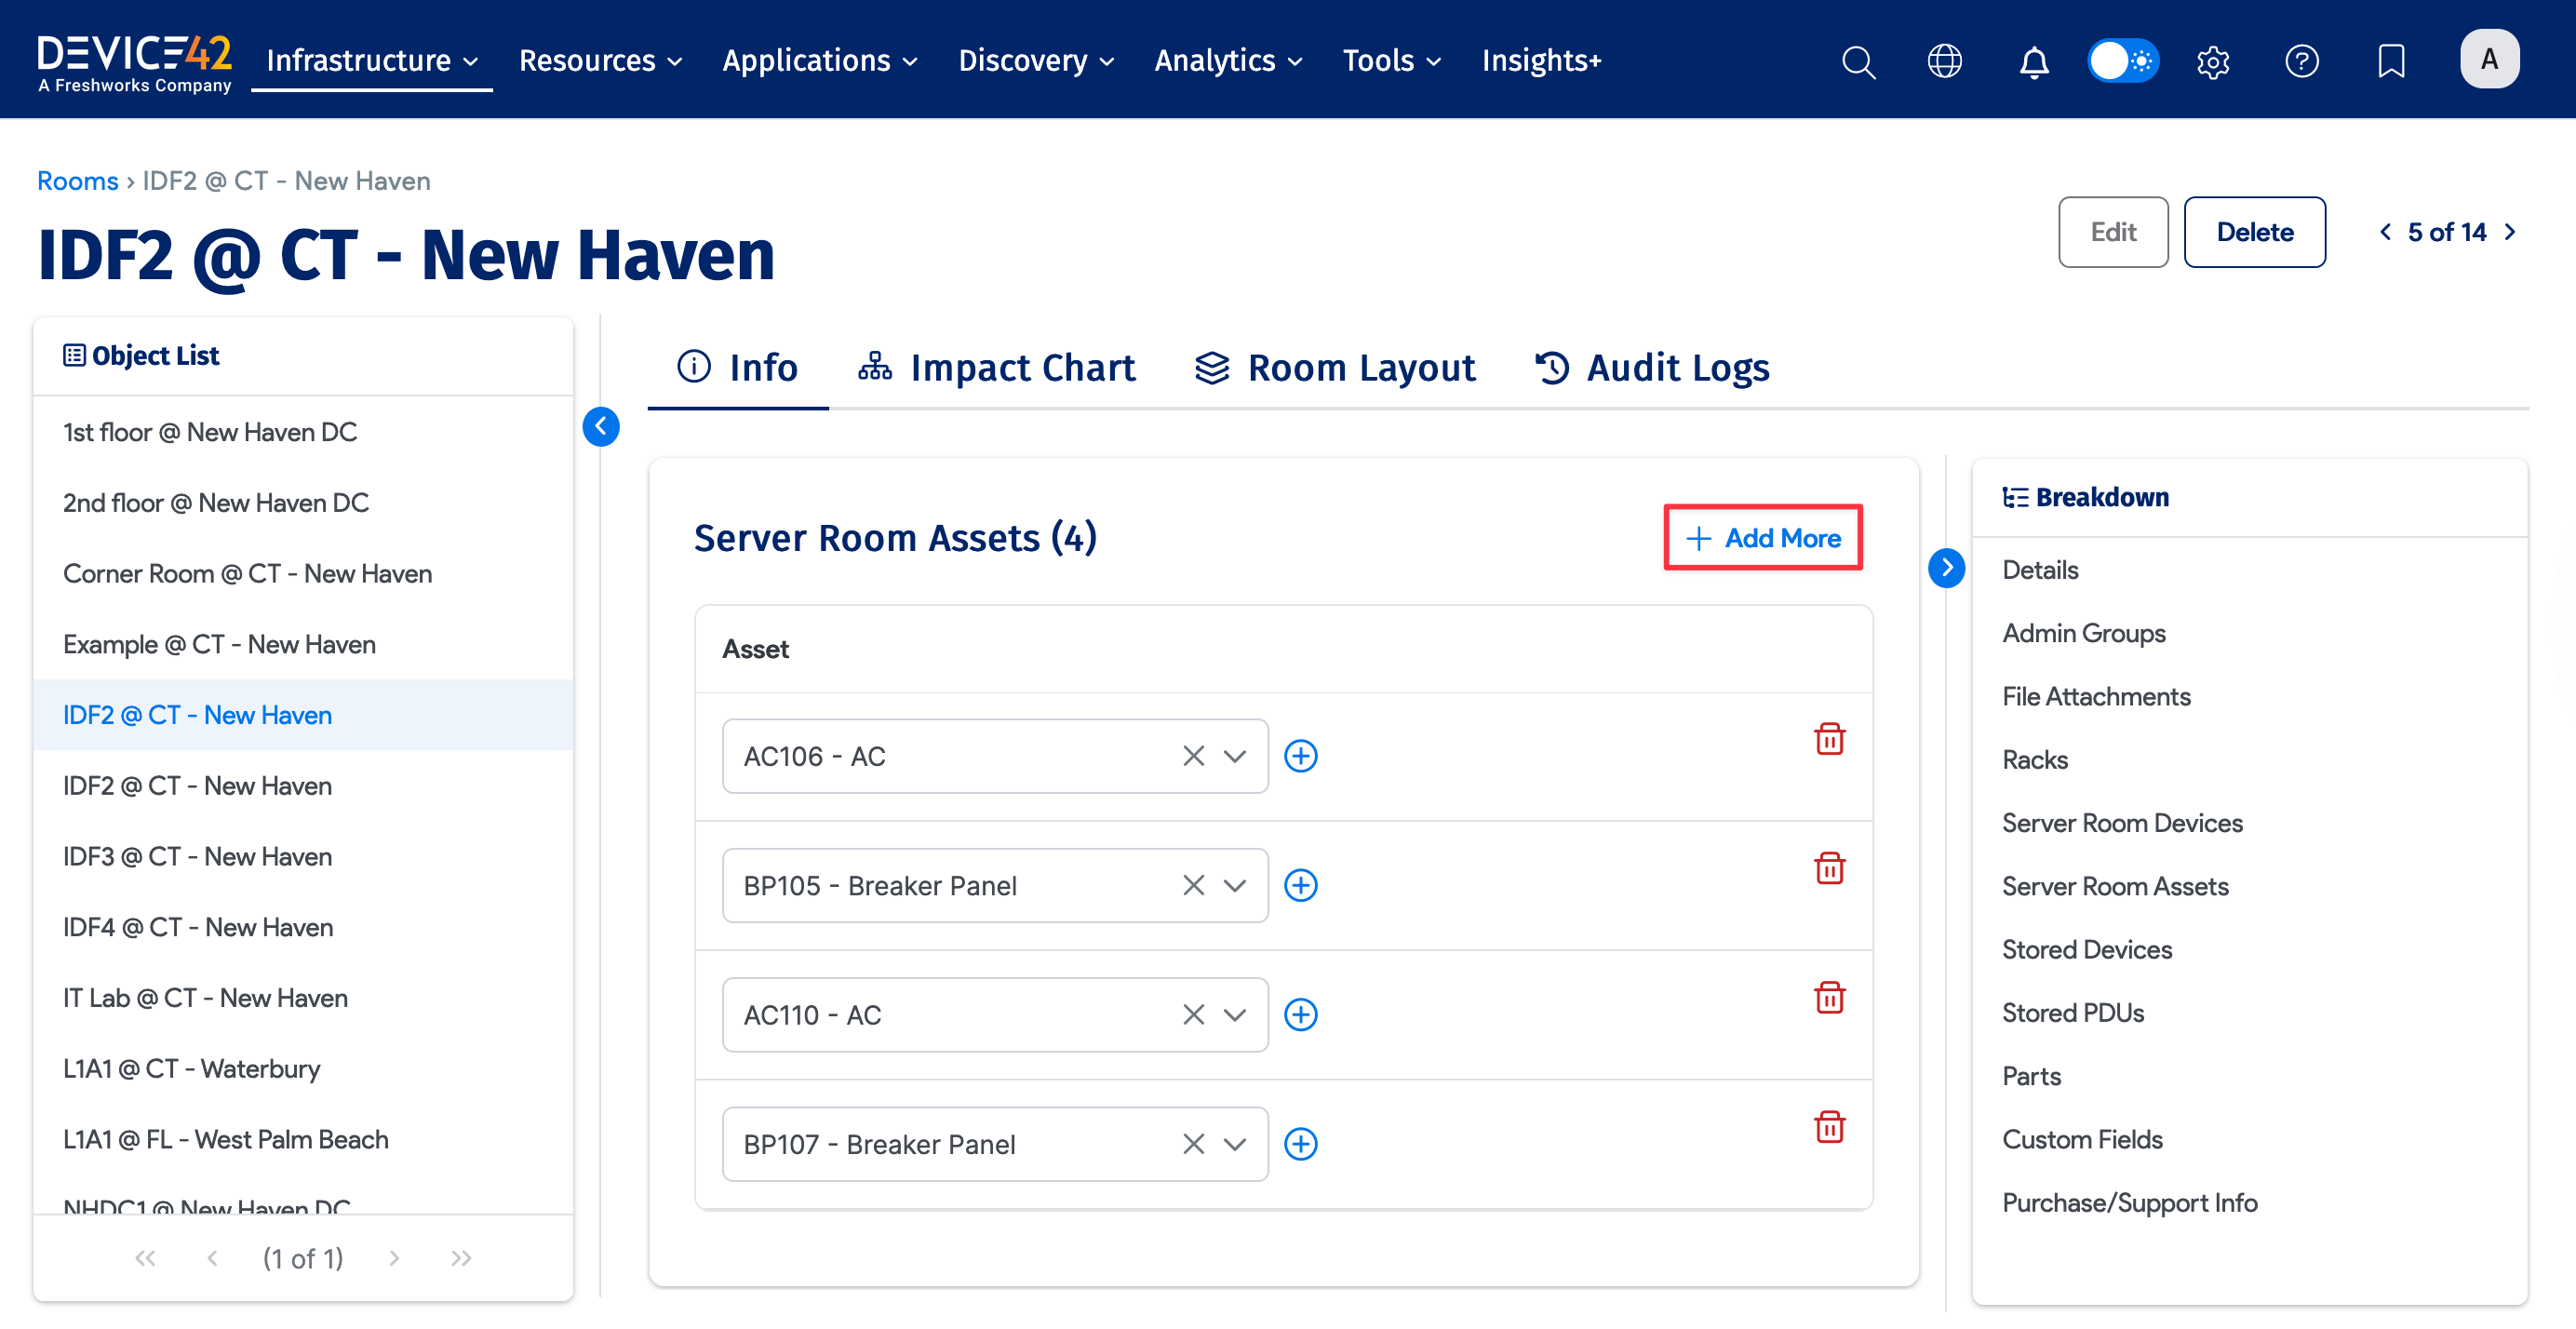 DEVICE42
A Freshworks Company
Infrastructure Resources Applications Discovery Analytics Tools Insights+
A
Rooms › IDF2 @ CT - New Haven
IDF2 @ CT - New Haven
Edit Delete 5 of 14
Object List
1st floor @ New Haven DC
2nd floor @ New Haven DC
Corner Room @ CT - New Haven
Example @ CT - New Haven
IDF2 @ CT - New Haven
IDF2 @ CT - New Haven
IDF3 @ CT - New Haven
IDF4 @ CT - New Haven
IT Lab @ CT - New Haven
L1A1 @ CT - Waterbury
L1A1 @ FL - West Palm Beach
NHDC1 @ New Haven DC
(1 of 1)
Info Impact Chart Room Layout Audit Logs
Server Room Assets (4)
+ Add More
Asset
AC106 - AC
BP105 - Breaker Panel
AC110 - AC
BP107 - Breaker Panel
Breakdown
Details
Admin Groups
File Attachments
Racks
Server Room Devices
Server Room Assets
Stored Devices
Stored PDUs
Parts
Custom Fields
Purchase/Support Info